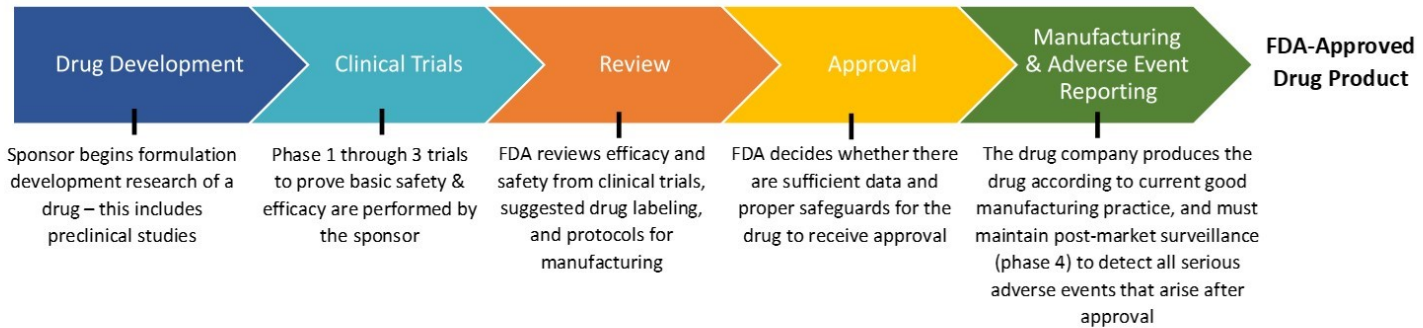 Drug Development
Clinical Trials
Review
Approval
Manufacturing
& Adverse Event
Reporting
FDA-Approved
Drug Product
Sponsor begins formulation
development research of a
drug – this includes
preclinical studies
Phase 1 through 3 trials
to prove basic safety &
efficacy are performed by
the sponsor
FDA reviews efficacy and
safety from clinical trials,
suggested drug labeling,
and protocols for
manufacturing
FDA decides whether there
are sufficient data and
proper safeguards for the
drug to receive approval
The drug company produces the
drug according to current good
manufacturing practice, and must
maintain post-market surveillance
(phase 4) to detect all serious
adverse events that arise after
approval